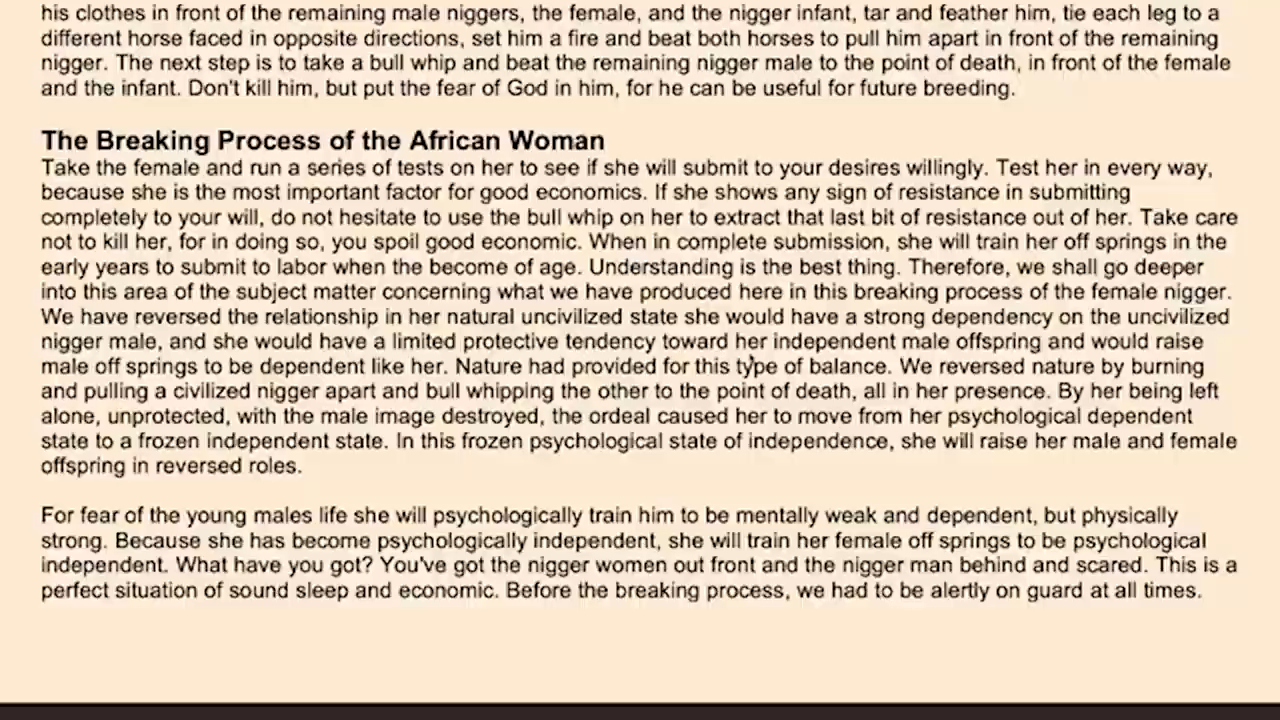 his clothes in front of the remaining male niggers, the female, and the nigger infant, tar and feather him, tie each leg to a
different horse faced in opposite directions, set him a fire and beat both horses to pull him apart in front of the remaining
nigger. The next step is to take a bull whip and beat the remaining nigger male to the point of death, in front of the female
and the infant. Don't kill him, but put the fear of God in him, for he can be useful for future breeding.
The Breaking Process of the African Woman
Take the female and run a series of tests on her to see if she will submit to your desires willingly. Test her in every way,
because she is the most important factor for good economics. If she shows any sign of resistance in submitting
completely to your will, do not hesitate to use the bull whip on her to extract that last bit of resistance out of her. Take care
not to kill her, for in doing so, you spoil good economic. When in complete submission, she will train her off springs in the
early years to submit to labor when the become of age. Understanding is the best thing. Therefore, we shall go deeper
into this area of the subject matter concerning what we have produced here in this breaking process of the female nigger.
We have reversed the relationship in her natural uncivilized state she would have a strong dependency on the uncivilized
nigger male, and she would have a limited protective tendency toward her independent male offspring and would raise
male off springs to be dependent like her. Nature had provided for this type of balance. We reversed nature by burning
and pulling a civilized nigger apart and bull whipping the other to the point of death, all in her presence. By her being left
alone, unprotected, with the male image destroyed, the ordeal caused her to move from her psychological dependent
state to a frozen independent state. In this frozen psychological state of independence, she will raise her male and female
offspring in reversed roles.
For fear of the young males life she will psychologically train him to be mentally weak and dependent, but physically
strong. Because she has become psychologically independent, she will train her female off springs to be psychological
independent. What have you got? You've got the nigger women out front and the nigger man behind and scared. This is a
perfect situation of sound sleep and economic. Before the breaking process, we had to be alertly on guard at all times.